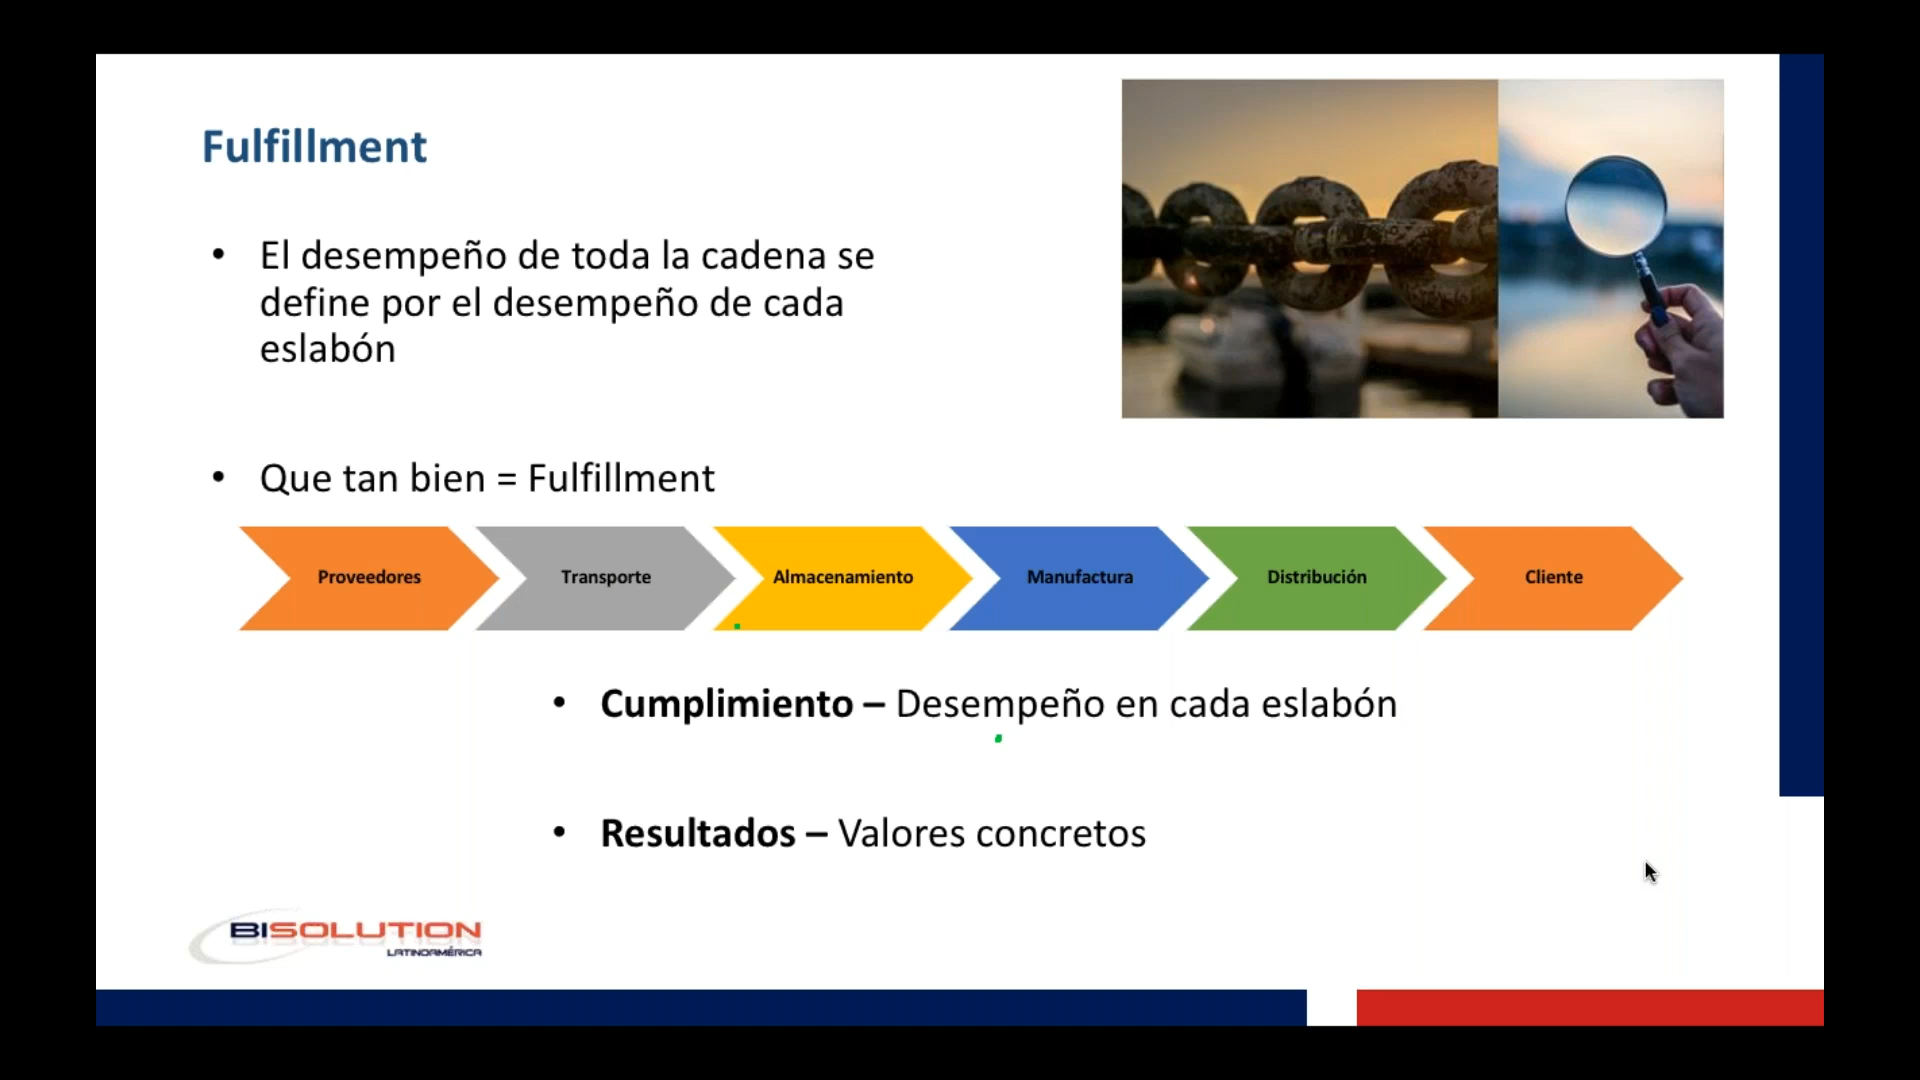 Fulfillment
• El desempeño de toda la cadena se
define por el desempeño de cada
eslabón
• Que tan bien = Fulfillment
Proveedores
Transporte
Almacenamiento
Manufactura
Distribución
Cliente
• Cumplimiento – Desempeño en cada eslabón
• Resultados – Valores concretos
BISOLUTION
LATINOAMÉRICA